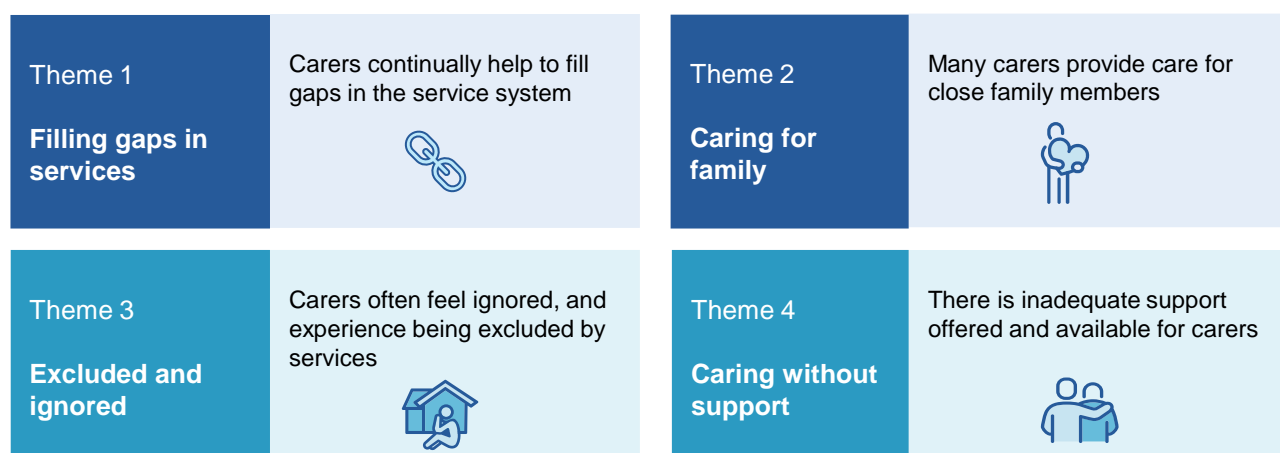 Theme 1
Filling gaps in
services
Carers continually help to fill
gaps in the service system
Theme 2
Caring for
family
Many carers provide care for
close family members
Theme 3
Excluded and
ignored
Carers often feel ignored, and
experience being excluded by
services
Theme 4
Caring without
support
There is inadequate support
offered and available for carers